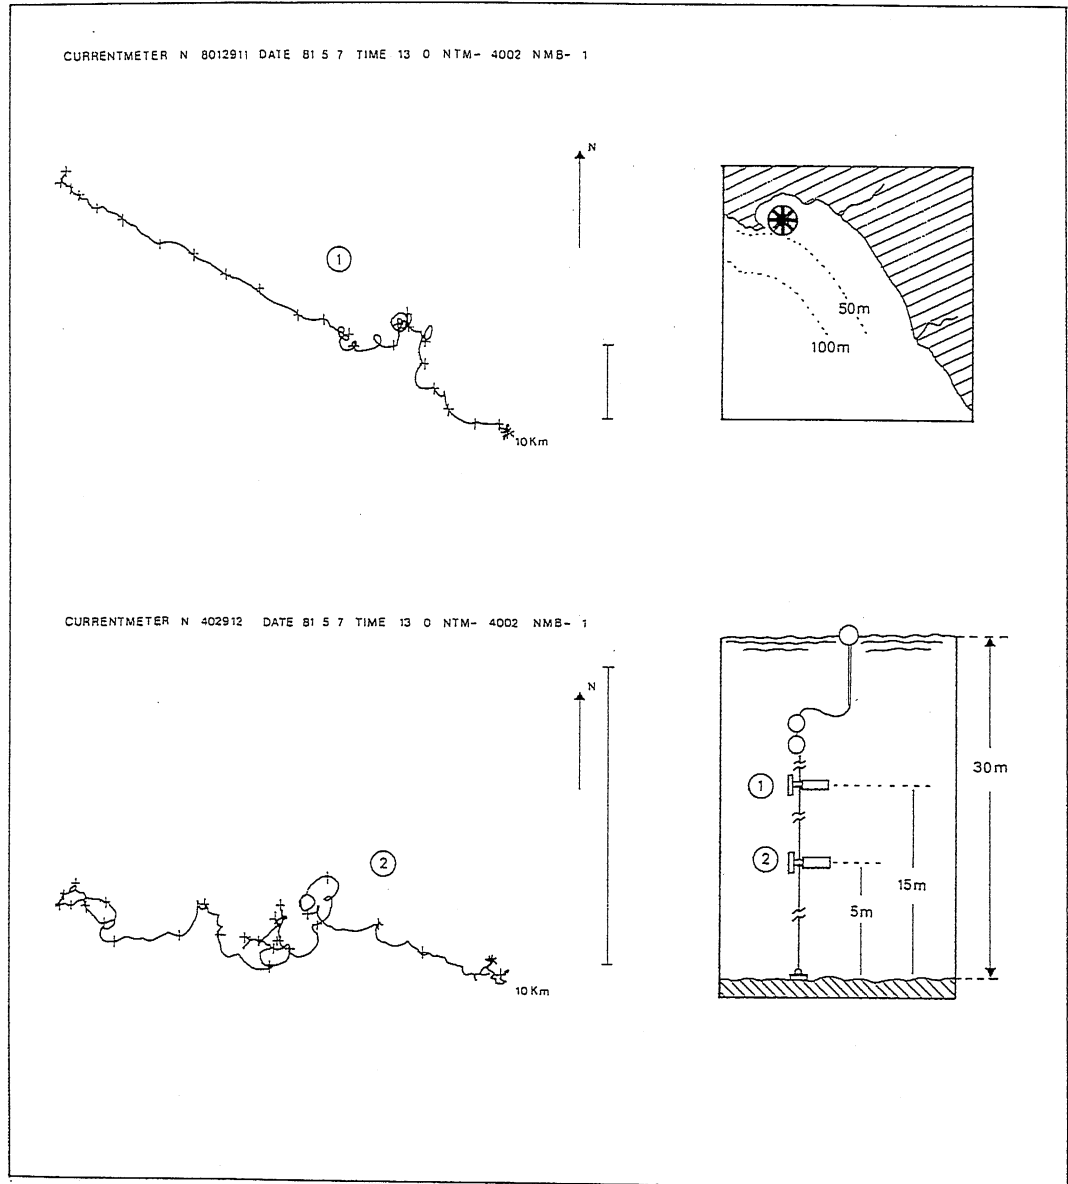 CURRENTMETER N 8012911 DATE 81 5 7 TIME 13 0 NTM- 4002 NMB- 1
N
1
10Km
50m
100m
CURRENTMETER N 402912 DATE 81 5 7 TIME 13 0 NTM- 4002 NMB- 1
N
2
10Km
1
2
30m
15m
5m